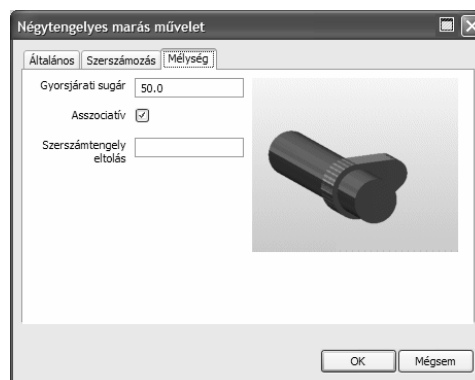 Négytengelyes marás művelet
Általános Szerszámozás Mélység
Gyorsjárati sugár 50.0
Asszociatív
Szerszámtengely
eltolás
OK Mégsem